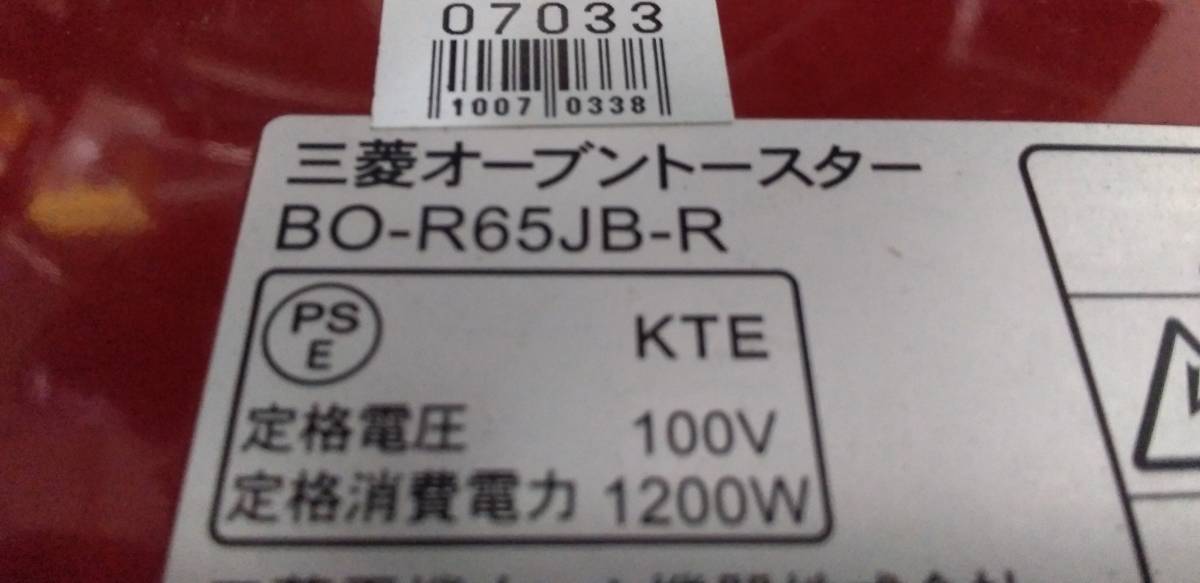 07033
1007 0338
三菱オーブントースター
BO-R65JB-R
PS
E
KTE
定格電圧 100V
定格消費電力 1200W